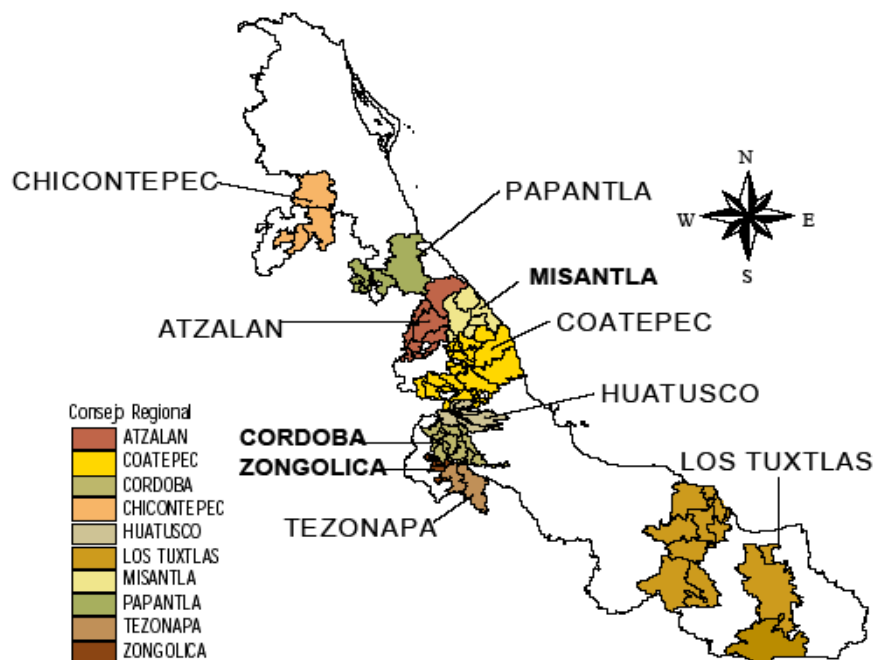 CHICONTEPEC
PAPANTLA
N
W
E
S
MISANTLA
ATZALAN
COATEPEC
HUATUSCO
CORDOBA
ZONGOLICA
LOS TUXTLAS
TEZONAPA
Consejo Regional
ATZALAN
COATEPEC
CORDOBA
CHICONTEPEC
HUATUSCO
LOS TUXTLAS
MISANTLA
PAPANTLA
TEZONAPA
ZONGOLICA